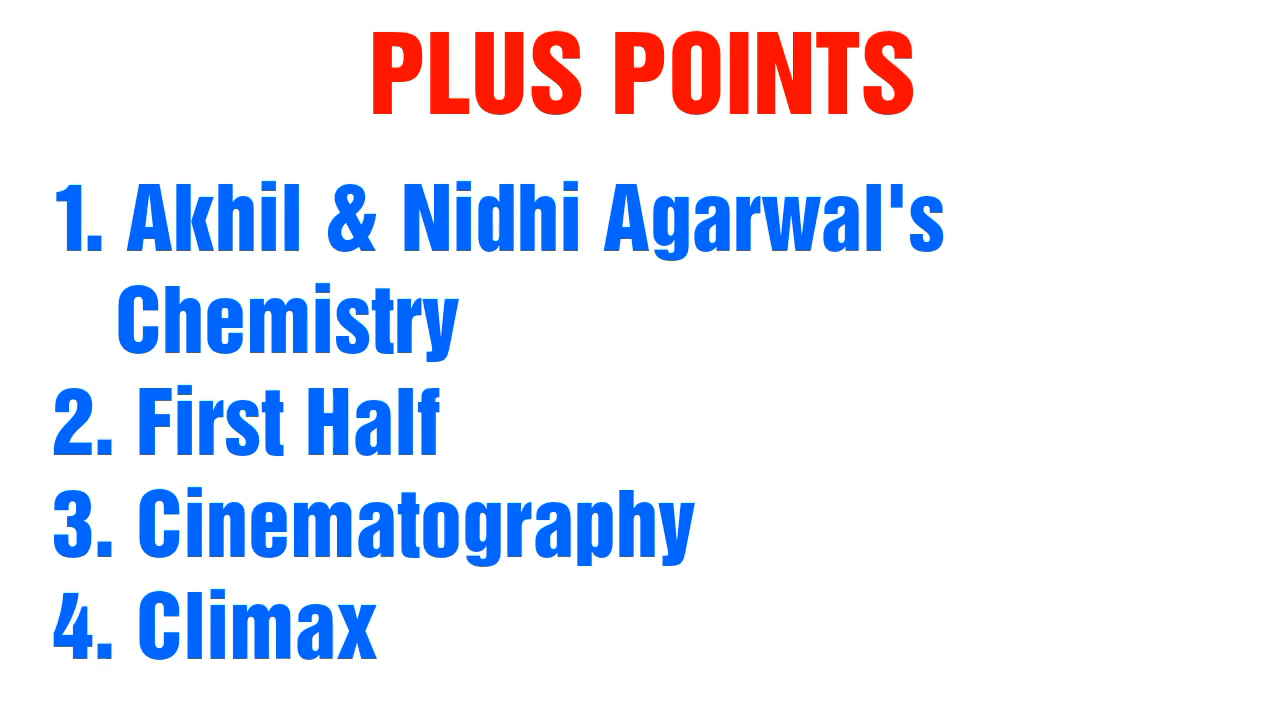 PLUS POINTS
1. Akhil & Nidhi Agarwal's
Chemistry
2. First Half
3. Cinematography
4. Climax